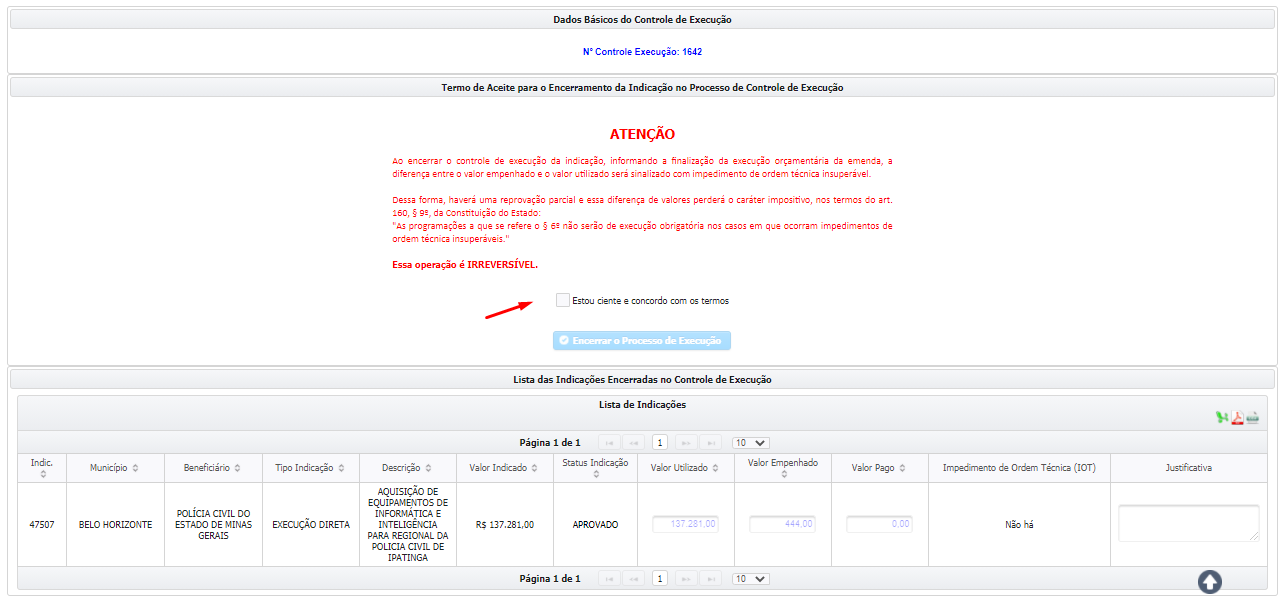 Dados Básicos do Controle de Execução
N° Controle Execução: 1642
Termo de Aceite para o Encerramento da Indicação no Processo de Controle de Execução
ATENÇÃO
Ao encerrar o controle de execução da indicação, informando a finalização da execução orçamentária da emenda, a
diferença entre o valor empenhado e o valor utilizado será sinalizado com impedimento de ordem técnica insuperável.
Dessa forma, haverá uma reprovação parcial e essa diferença de valores perderá o caráter impositivo, nos termos do art.
160, § 9º, da Constituição do Estado:
"As programações a que se refere o § 6º não serão de execução obrigatória nos casos em que ocorram impedimentos de
ordem técnica insuperáveis."
Essa operação é IRREVERSÍVEL.
Estou ciente e concordo com os termos
Encerrar o Processo de Execução
Lista das Indicações Encerradas no Controle de Execução
Lista de Indicações
Página 1 de 1 1 10
Indic. Município Beneficiário Tipo Indicação Descrição Valor Indicado Status Indicação Valor Utilizado Valor Empenhado Valor Pago Impedimento de Ordem Técnica (IOT) Justificativa
47507
BELO HORIZONTE
POLÍCIA CIVIL DO
ESTADO DE MINAS
GERAIS
EXECUÇÃO DIRETA
AQUISIÇÃO DE
EQUIPAMENTOS DE
INFORMÁTICA E
INTELIGÊNCIA
PARA REGIONAL DA
POLICIA CIVIL DE
IPATINGA
R$ 137.281,00
APROVADO
137.281,00
444,00
0,00
Não há
Página 1 de 1 1 10